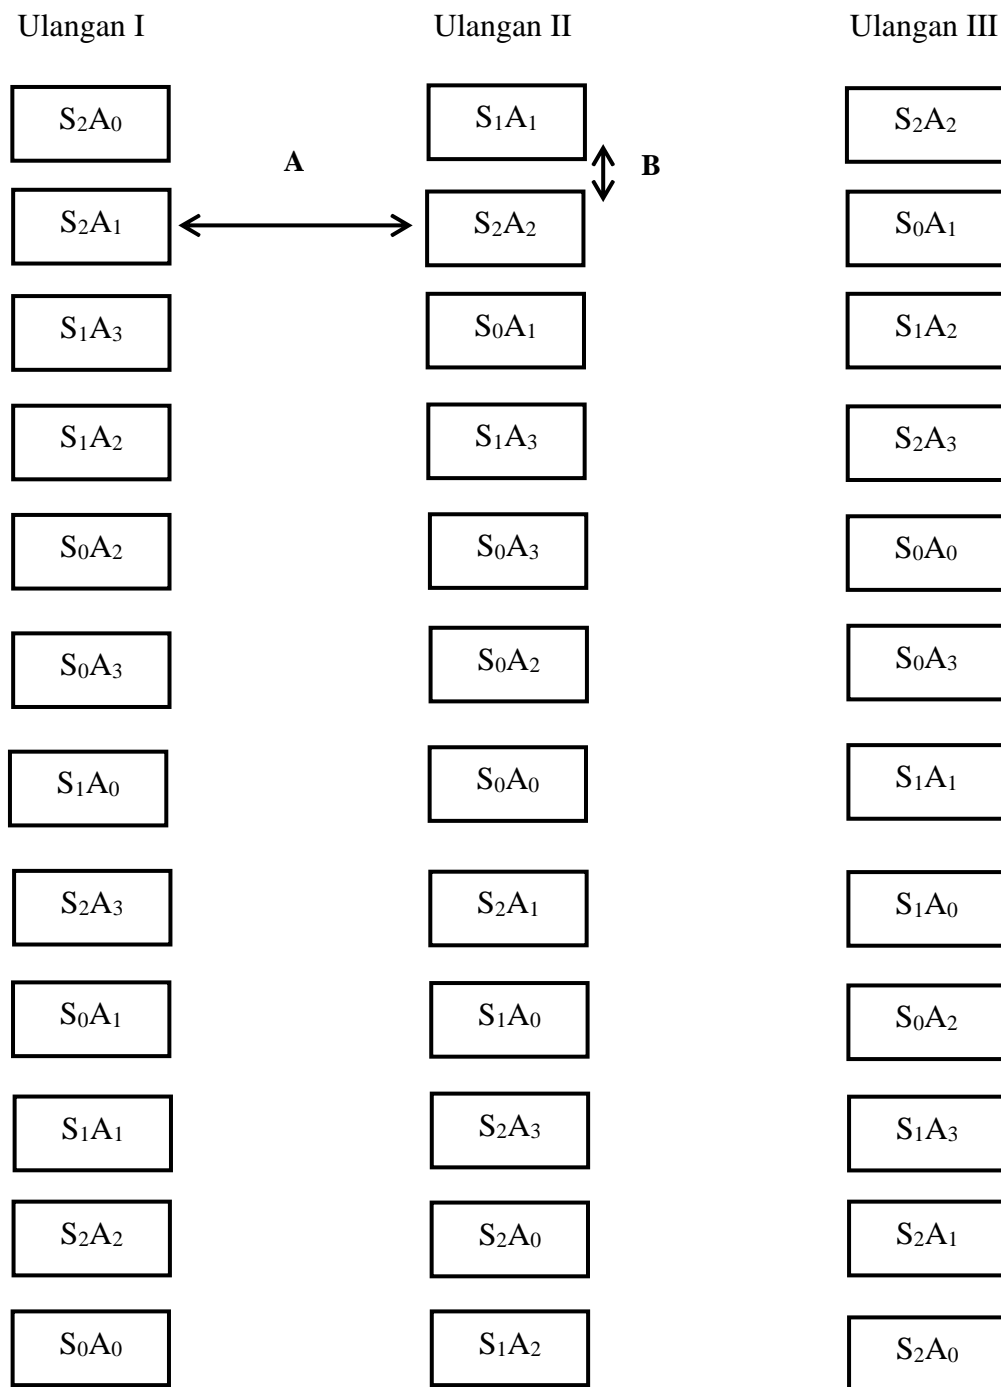 Ulangan I Ulangan II Ulangan III
S₂A₀ S₁A₁ S₂A₂
A B
S₂A₁ S₂A₂ S₀A₁
S₁A₃ S₀A₁ S₁A₂
S₁A₂ S₁A₃ S₂A₃
S₀A₂ S₀A₃ S₀A₀
S₀A₃ S₀A₂ S₀A₃
S₁A₀ S₀A₀ S₁A₁
S₂A₃ S₂A₁ S₁A₀
S₀A₁ S₁A₀ S₀A₂
S₁A₁ S₂A₃ S₁A₃
S₂A₂ S₂A₀ S₂A₁
S₀A₀ S₁A₂ S₂A₀